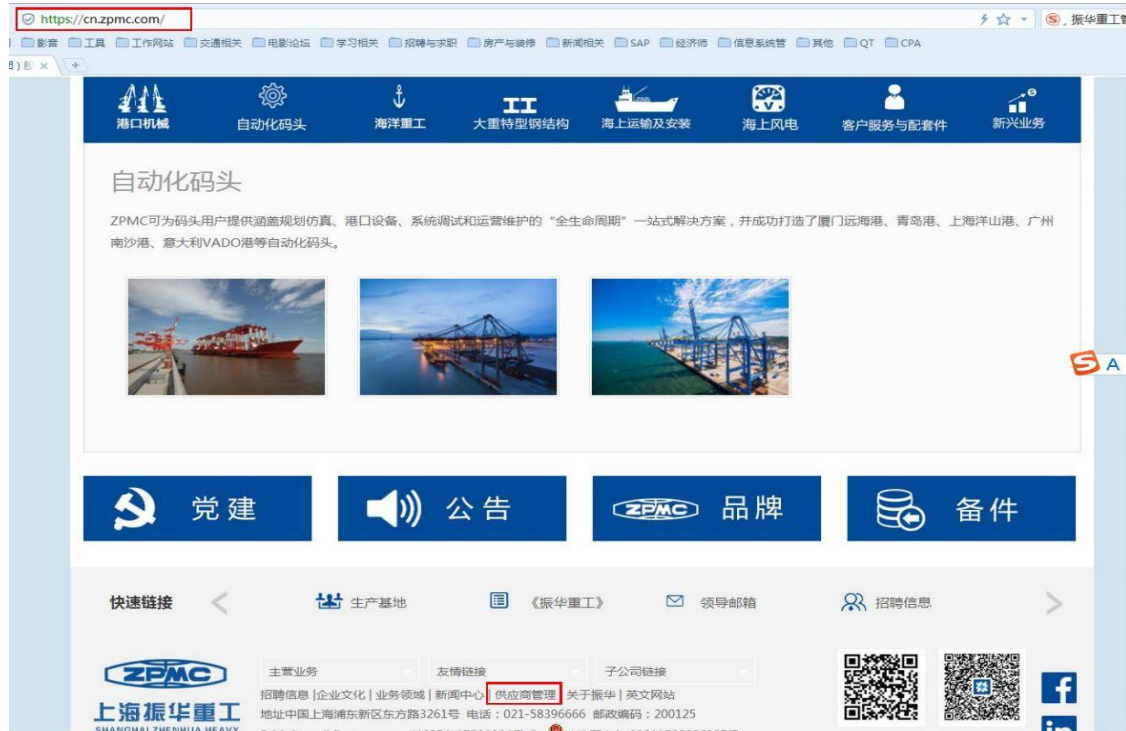 https://cn.zpmc.com/
振华重工管
影音 工具 工作网站 交通相关 电影论坛 学习相关 招聘与求职 房产与装修 新闻相关 SAP 经济师 信息系统管 其他 QT CPA
港口机械 自动化码头 海洋重工 大重特型钢结构 海上运输及安装 海上风电 客户服务与配套件 新兴业务
自动化码头
ZPMC可为码头用户提供涵盖规划仿真、港口设备、系统调试和运营维护的“全生命周期”一站式解决方案，并成功打造了厦门远海港、青岛港、上海洋山港、广州
南沙港、意大利VADO港等自动化码头。
A
党建 公告 ZPMC 品牌 备件
快速链接 生产基地 《振华重工》 领导邮箱 招聘信息
ZPMC
主营业务 友情链接 子公司链接
招聘信息 |企业文化 | 业务领域 | 新闻中心 | 供应商管理 | 关于振华 | 英文网站
上海振华重工
地址中国上海浦东新区东方路3261号 电话：021-58396666 邮政编码：200125
SHANGHAI ZHENHUA HEAVY
f
in